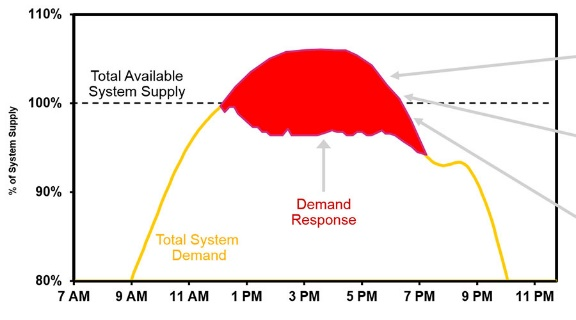 110%
Total Available
System Supply
100%
% of System Supply
90%
Demand
Response
Total System
Demand
80%
7 AM 9 AM 11 AM 1 PM 3 PM 5 PM 7 PM 9 PM 11 PM